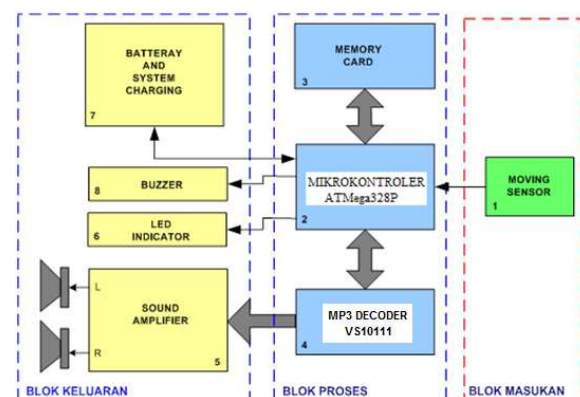 BATTERAY
AND
SYSTEM
CHARGING
7
BUZZER
8
LED
INDICATOR
6
L
R
SOUND
AMPLIFIER
5
BLOK KELUARAN
MEMORY
CARD
3
MIKROKONTROLER
ATMega328P
2
MP3 DECODER
VS10111
4
BLOK PROSES
MOVING
SENSOR
1
BLOK MASUKAN